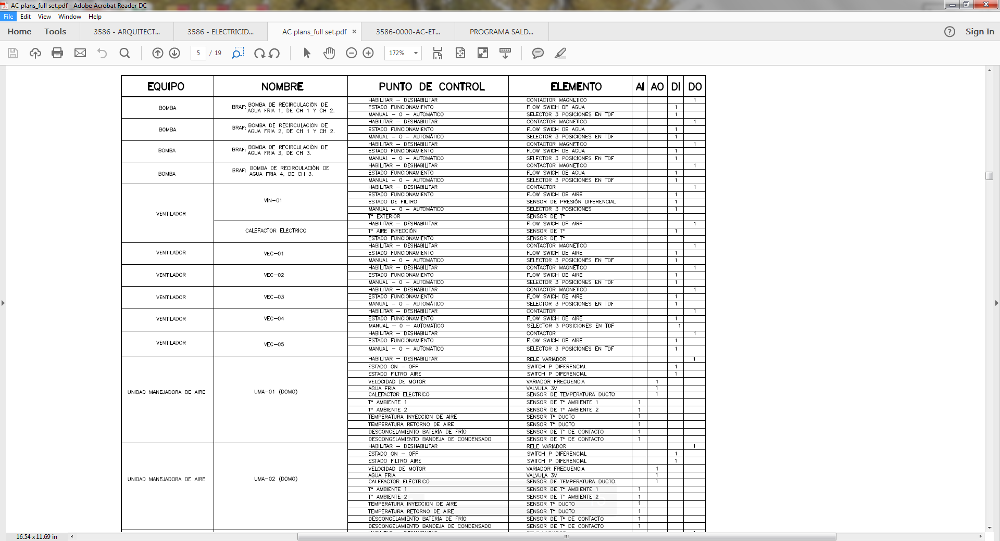 AC plans_full set.pdf - Adobe Acrobat Reader DC
File Edit View Window Help
Home Tools 3586 - ARQUITECT... 3586 - ELECTRICID... AC plans_full set.pdf × 3586-0000-AC-ET... PROGRAMA SALD... ? Sign In
5 / 19 172%
EQUIPO NOMBRE PUNTO DE CONTROL ELEMENTO AI AO DI DO
HABILITAR – DESHABILITAR CONTACTOR MAGNETICO 1
BOMBA BRAF: BOMBA DE RECIRCULACIÒN DE
AGUA FRIA 1, DE CH 1 Y CH 2.
ESTADO FUNCIONAMIENTO FLOW SWICH DE AGUA 1
MANUAL – 0 – AUTOMÁTICO SELECTOR 3 POSICIONES EN TDF 1
HABILITAR – DESHABILITAR CONTACTOR MAGNETICO 1
BOMBA BRAF: BOMBA DE RECIRCULACIÒN DE
AGUA FRIA 2, DE CH 1 Y CH 2.
ESTADO FUNCIONAMIENTO FLOW SWICH DE AGUA 1
MANUAL – 0 – AUTOMÁTICO SELECTOR 3 POSICIONES EN TDF 1
HABILITAR – DESHABILITAR CONTACTOR MAGNETICO 1
BOMBA BRAF: BOMBA DE RECIRCULACIÒN DE
AGUA FRIA 3, DE CH 3.
ESTADO FUNCIONAMIENTO FLOW SWICH DE AGUA 1
MANUAL – 0 – AUTOMÁTICO SELECTOR 3 POSICIONES EN TDF 1
HABILITAR – DESHABILITAR CONTACTOR MAGNETICO 1
BOMBA BRAF: BOMBA DE RECIRCULACIÒN DE
AGUA FRIA 4, DE CH 3.
ESTADO FUNCIONAMIENTO FLOW SWICH DE AGUA 1
MANUAL – 0 – AUTOMÁTICO SELECTOR 3 POSICIONES EN TDF 1
VENTILADOR
VIN–01
HABILITAR – DESHABILITAR CONTACTOR 1
ESTADO FUNCIONAMIENTO FLOW SWICH DE AIRE 1
ESTADO DE FILTRO SENSOR DE PRESIÓN DIFERENCIAL 1
MANUAL – 0 – AUTOMÁTICO SELECTOR 3 POSICIONES 1
Tª EXTERIOR SENSOR DE Tª
CALEFACTOR ELÉCTRICO
HABILITAR – DESHABILITAR FLOW SWICH DE AIRE 1
Tª AIRE INYECCIÓN SENSOR DE Tª 1
ESTADO FUNCIONAMIENTO SENSOR DE Tª
VENTILADOR VEC–01
HABILITAR – DESHABILITAR CONTACTOR MAGNETICO 1
ESTADO FUNCIONAMIENTO FLOW SWICH DE AIRE 1
MANUAL – 0 – AUTOMÁTICO SELECTOR 3 POSICIONES EN TDF 1
VENTILADOR VEC–02
HABILITAR – DESHABILITAR CONTACTOR MAGNETICO 1
ESTADO FUNCIONAMIENTO FLOW SWICH DE AIRE 1
MANUAL – 0 – AUTOMÁTICO SELECTOR 3 POSICIONES EN TDF 1
VENTILADOR VEC–03
HABILITAR – DESHABILITAR CONTACTOR MAGNETICO 1
ESTADO FUNCIONAMIENTO FLOW SWICH DE AIRE 1
MANUAL – 0 – AUTOMÁTICO SELECTOR 3 POSICIONES EN TDF 1
VENTILADOR VEC–04
HABILITAR – DESHABILITAR CONTACTOR 1
ESTADO FUNCIONAMIENTO FLOW SWICH DE AIRE 1
MANUAL – 0 – AUTOMÁTICO SELECTOR 3 POSICIONES EN TDF 1
VENTILADOR VEC–05
HABILITAR – DESHABILITAR CONTACTOR 1
ESTADO FUNCIONAMIENTO FLOW SWICH DE AIRE 1
MANUAL – 0 – AUTOMÁTICO SELECTOR 3 POSICIONES EN TDF 1
UNIDAD MANEJADORA DE AIRE UMA–01 (DOMO)
HABILITAR – DESHABILITAR RELE VARIADOR 1
ESTADO ON – OFF SWITCH P DIFERENCIAL 1
ESTADO FILTRO AIRE SWITCH P DIFERENCIAL 1
VELOCIDAD DE MOTOR VARIADOR FRECUENCIA 1
AGUA FRIA VALVULA 3V 1
CALEFACTOR ELÉCTRICO SENSOR DE TEMPERATURA DUCTO 1
Tª AMBIENTE 1 SENSOR DE Tª AMBIENTE 1 1
Tª AMBIENTE 2 SENSOR DE Tª AMBIENTE 2 1
TEMPERATURA INYECCION DE AIRE SENSOR Tª DUCTO 1
TEMPERATURA RETORNO DE AIRE SENSOR Tª DUCTO 1
DESCONGELAMIENTO BATERÍA DE FRÍO SENSOR DE Tª DE CONTACTO 1
DESCONGELAMIENTO BANDEJA DE CONDENSADO SENSOR DE Tª DE CONTACTO 1
UNIDAD MANEJADORA DE AIRE UMA–02 (DOMO)
HABILITAR – DESHABILITAR RELE VARIADOR 1
ESTADO ON – OFF SWITCH P DIFERENCIAL 1
ESTADO FILTRO AIRE SWITCH P DIFERENCIAL 1
VELOCIDAD DE MOTOR VARIADOR FRECUENCIA 1
AGUA FRIA VALVULA 3V 1
CALEFACTOR ELÉCTRICO SENSOR DE TEMPERATURA DUCTO 1
Tª AMBIENTE 1 SENSOR DE Tª AMBIENTE 1 1
Tª AMBIENTE 2 SENSOR DE Tª AMBIENTE 2 1
TEMPERATURA INYECCION DE AIRE SENSOR Tª DUCTO 1
TEMPERATURA RETORNO DE AIRE SENSOR Tª DUCTO 1
DESCONGELAMIENTO BATERÍA DE FRÍO SENSOR DE Tª DE CONTACTO 1
DESCONGELAMIENTO BANDEJA DE CONDENSADO SENSOR DE Tª DE CONTACTO 1
16.54 x 11.69 in